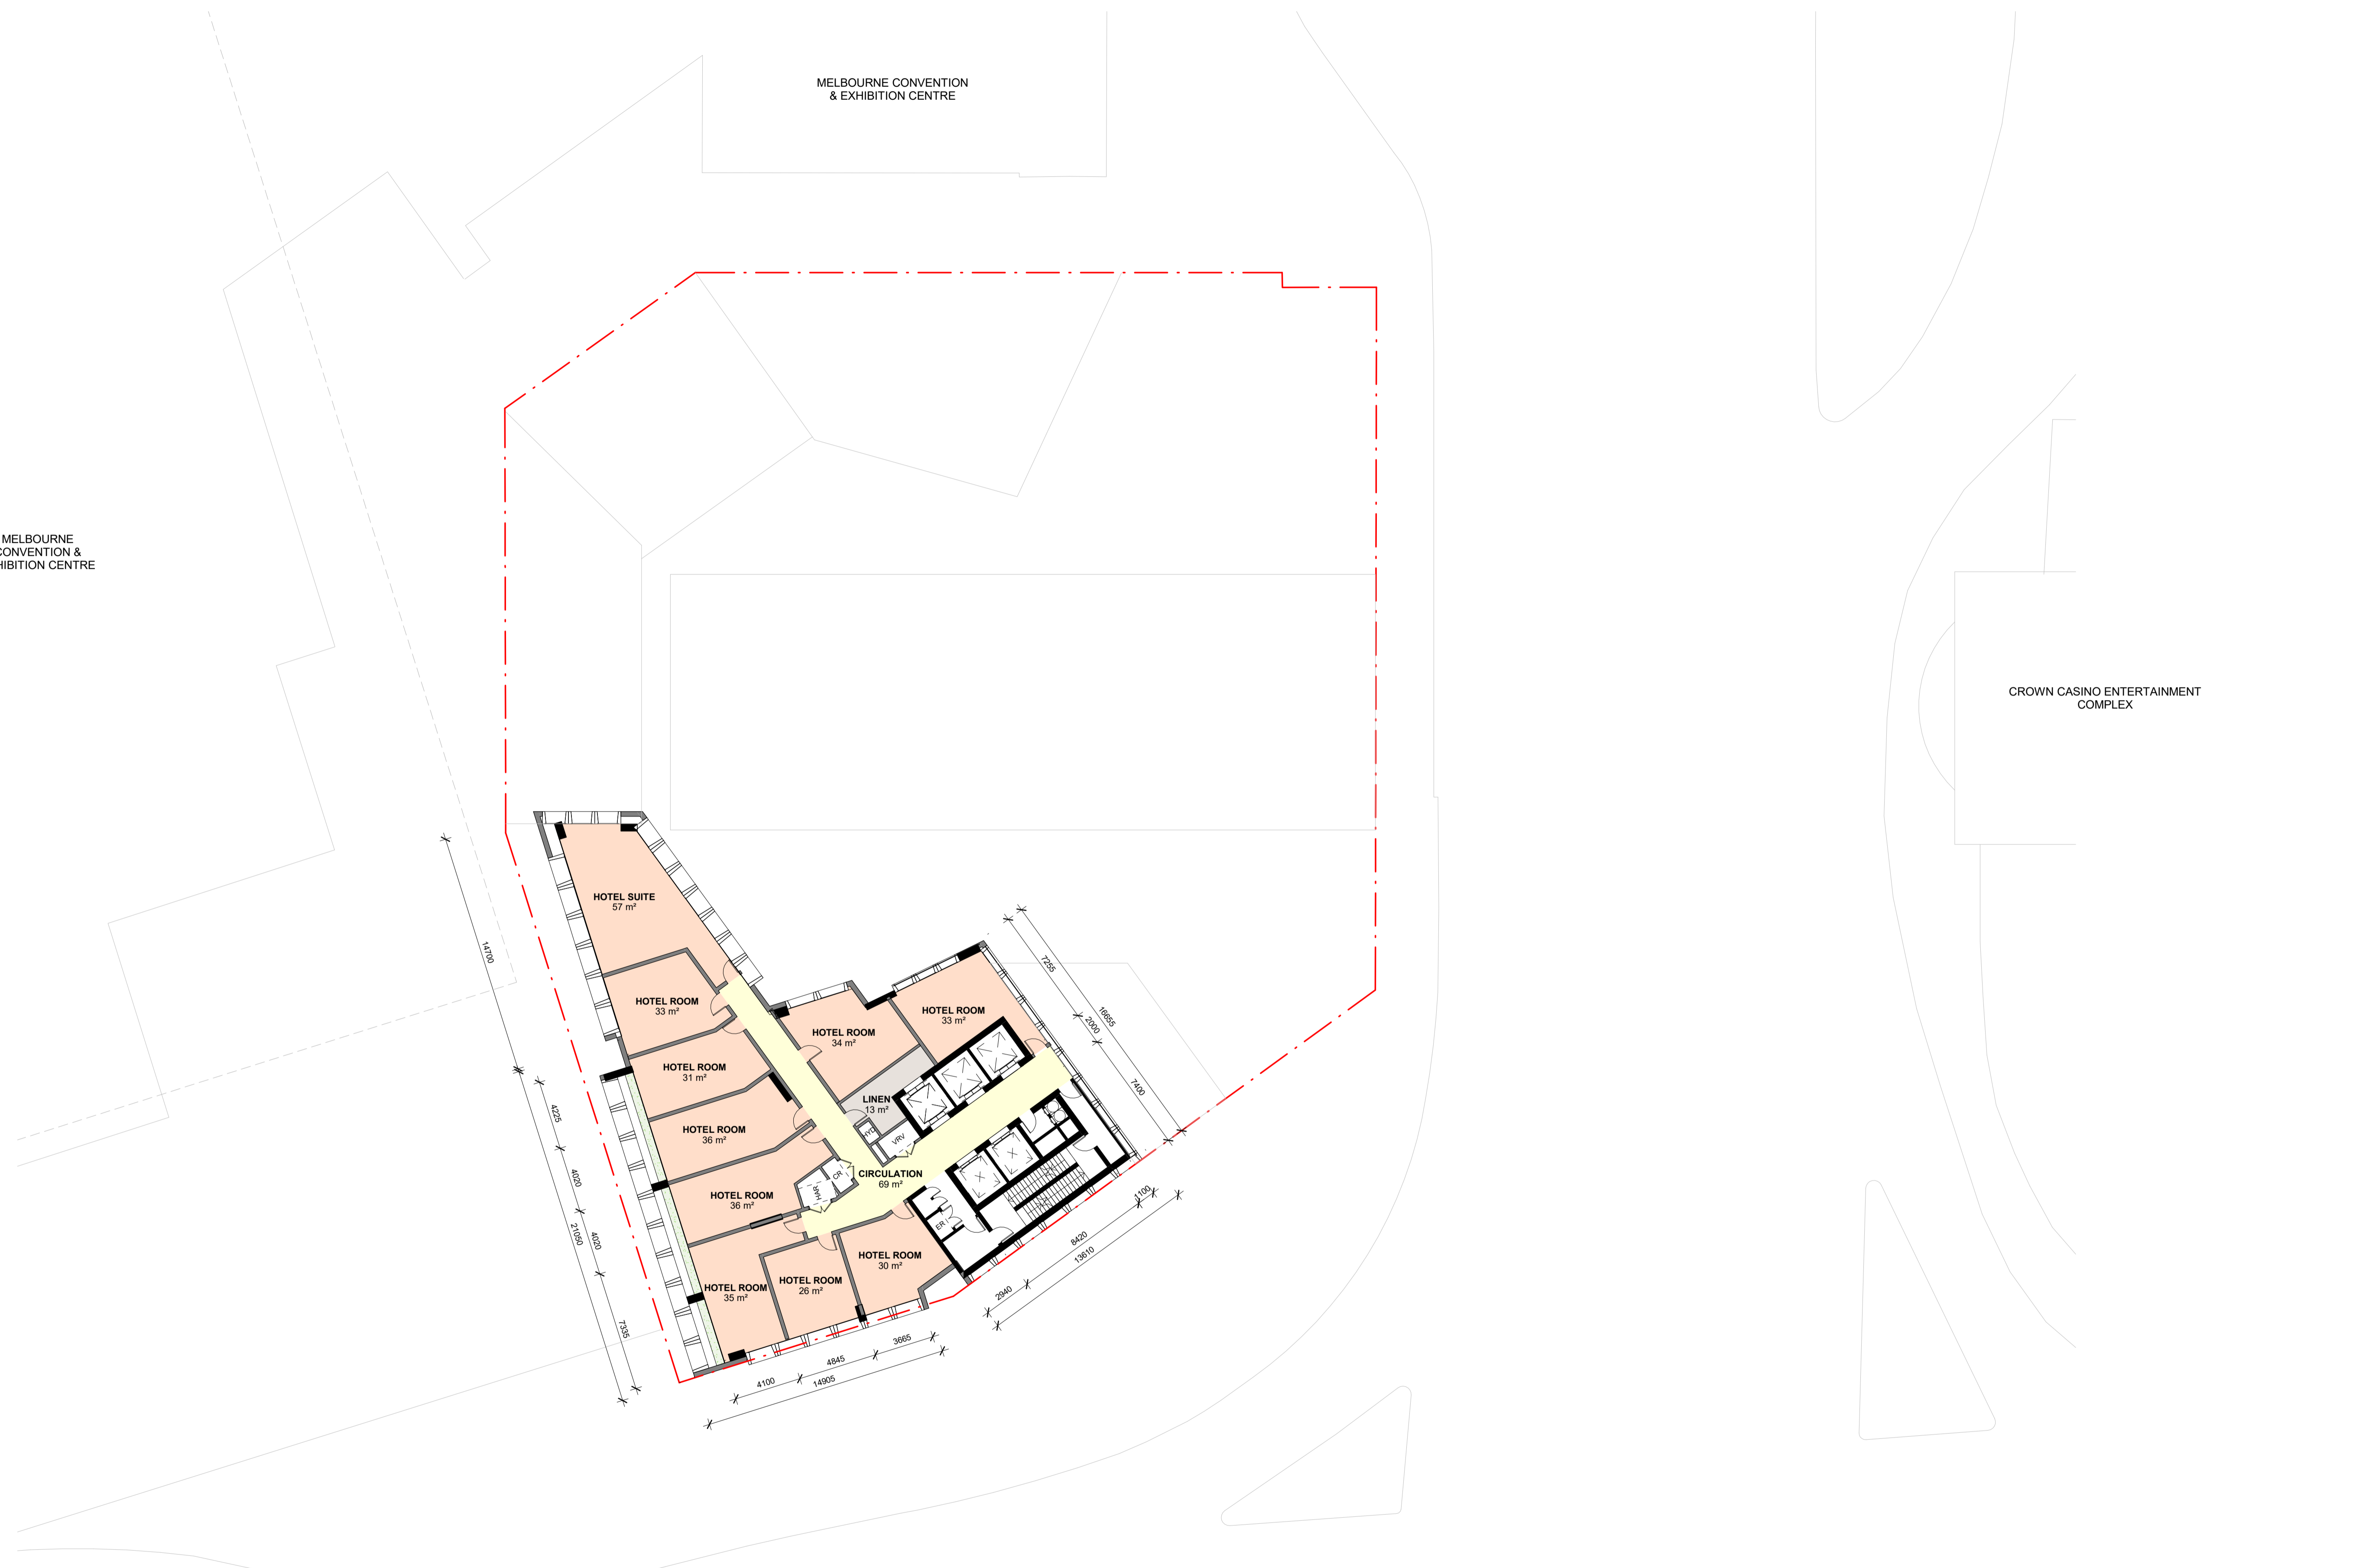 MELBOURNE CONVENTION
& EXHIBITION CENTRE
MELBOURNE
CONVENTION &
HIBITION CENTRE
CROWN CASINO ENTERTAINMENT
COMPLEX
HOTEL SUITE
57 m²
HOTEL ROOM
33 m²
HOTEL ROOM
31 m²
HOTEL ROOM
36 m²
HOTEL ROOM
36 m²
HOTEL ROOM
35 m²
HOTEL ROOM
26 m²
HOTEL ROOM
30 m²
HOTEL ROOM
34 m²
HOTEL ROOM
33 m²
LINEN
13 m²
HYD
VRV
CIRCULATION
69 m²
CR
HAR
ER
14700
4225
4020
21050
4020
7335
4100
4845
3665
14905
2940
8420
13610
1100
7255
2000
16655
7400